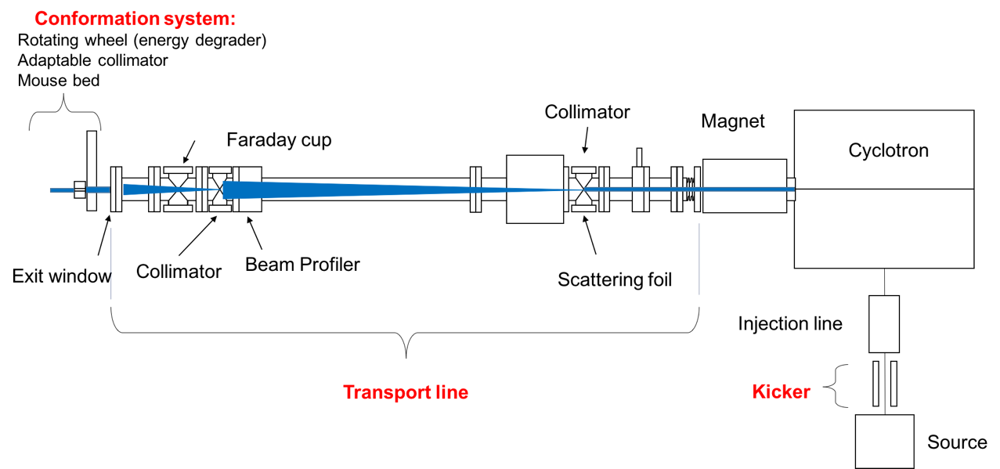 Conformation system:
Rotating wheel (energy degrader)
Adaptable collimator
Mouse bed
Collimator
Magnet
Faraday cup
Cyclotron
Exit window
Collimator
Beam Profiler
Scattering foil
Injection line
Transport line
Kicker
Source